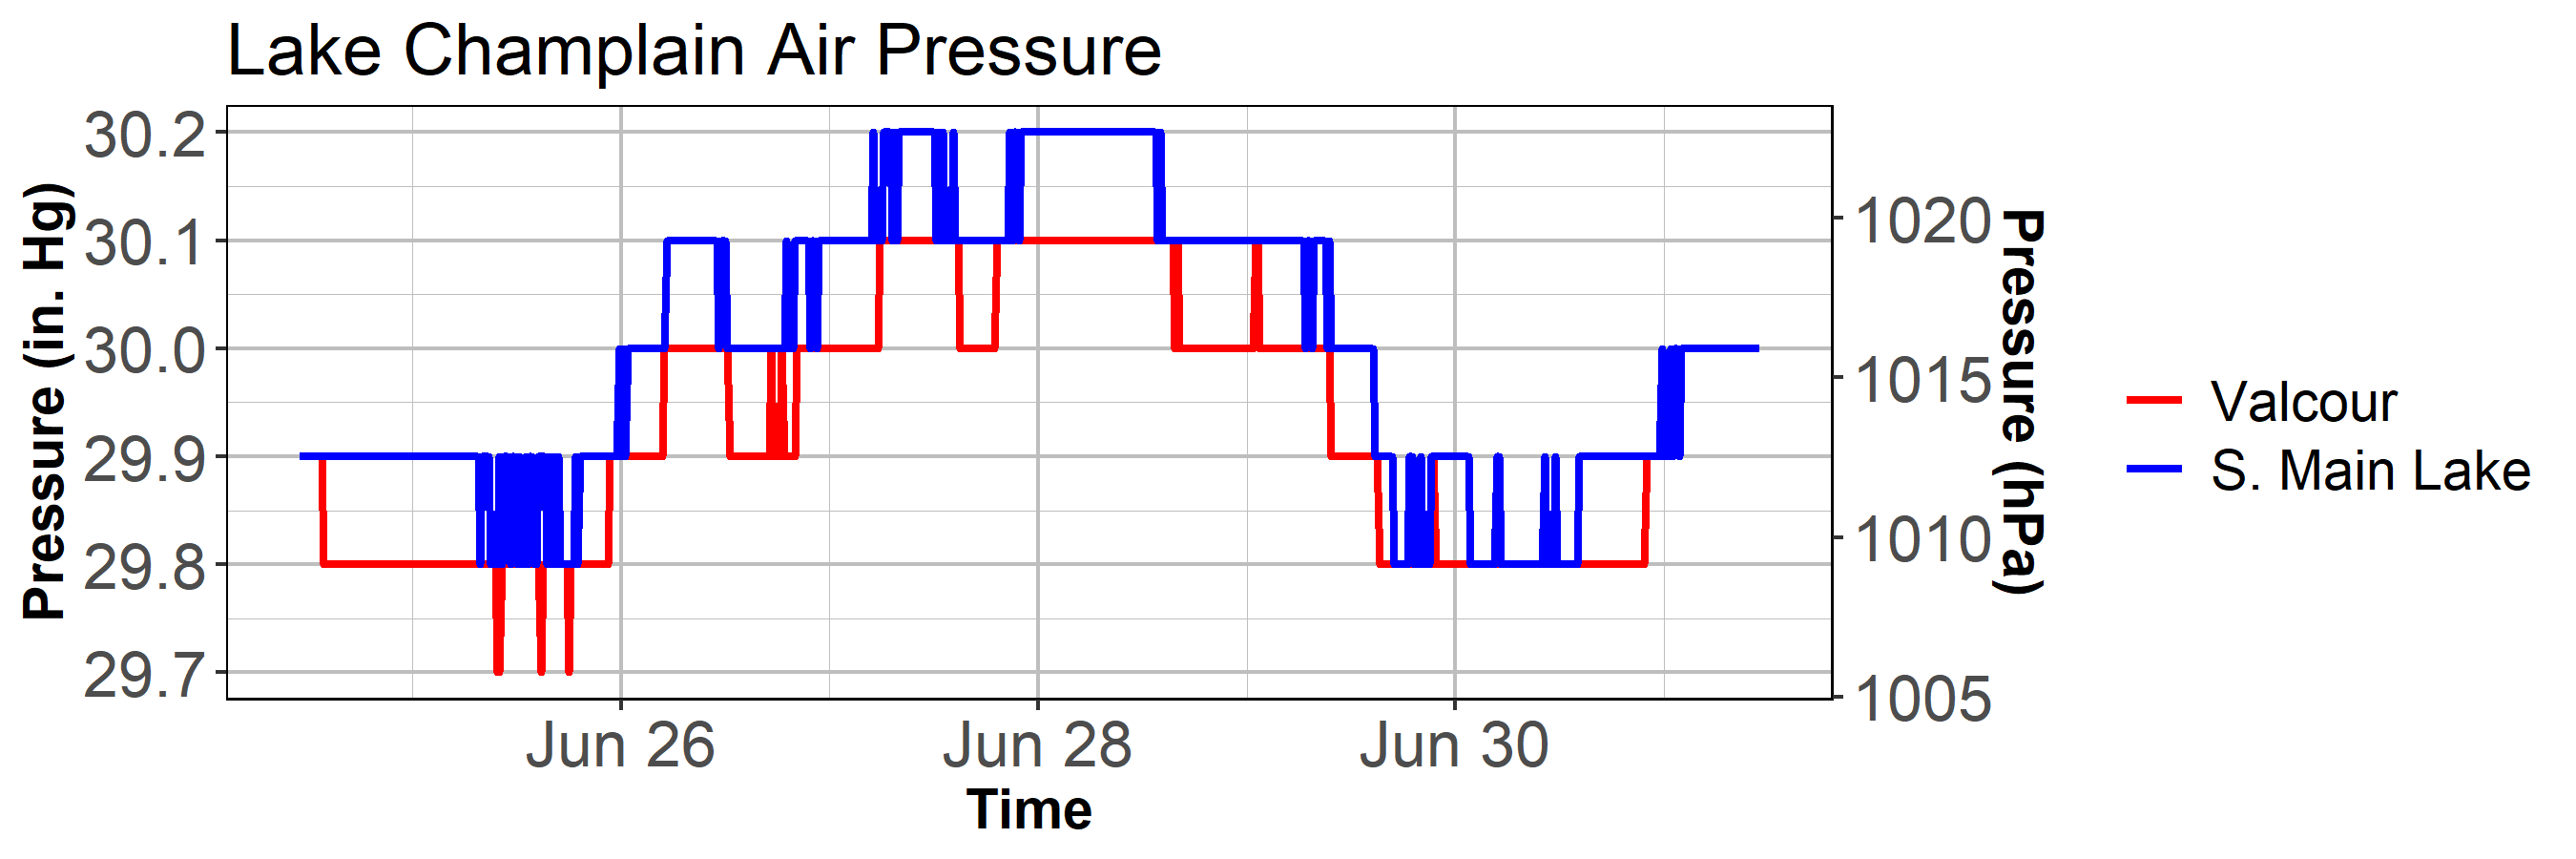 Lake Champlain Air Pressure
Pressure (in. Hg)
30.2
30.1
30.0
29.9
29.8
29.7
1020
1015
1010
1005
Pressure (hPa)
Jun 26
Jun 28
Jun 30
Time
Valcour
S. Main Lake